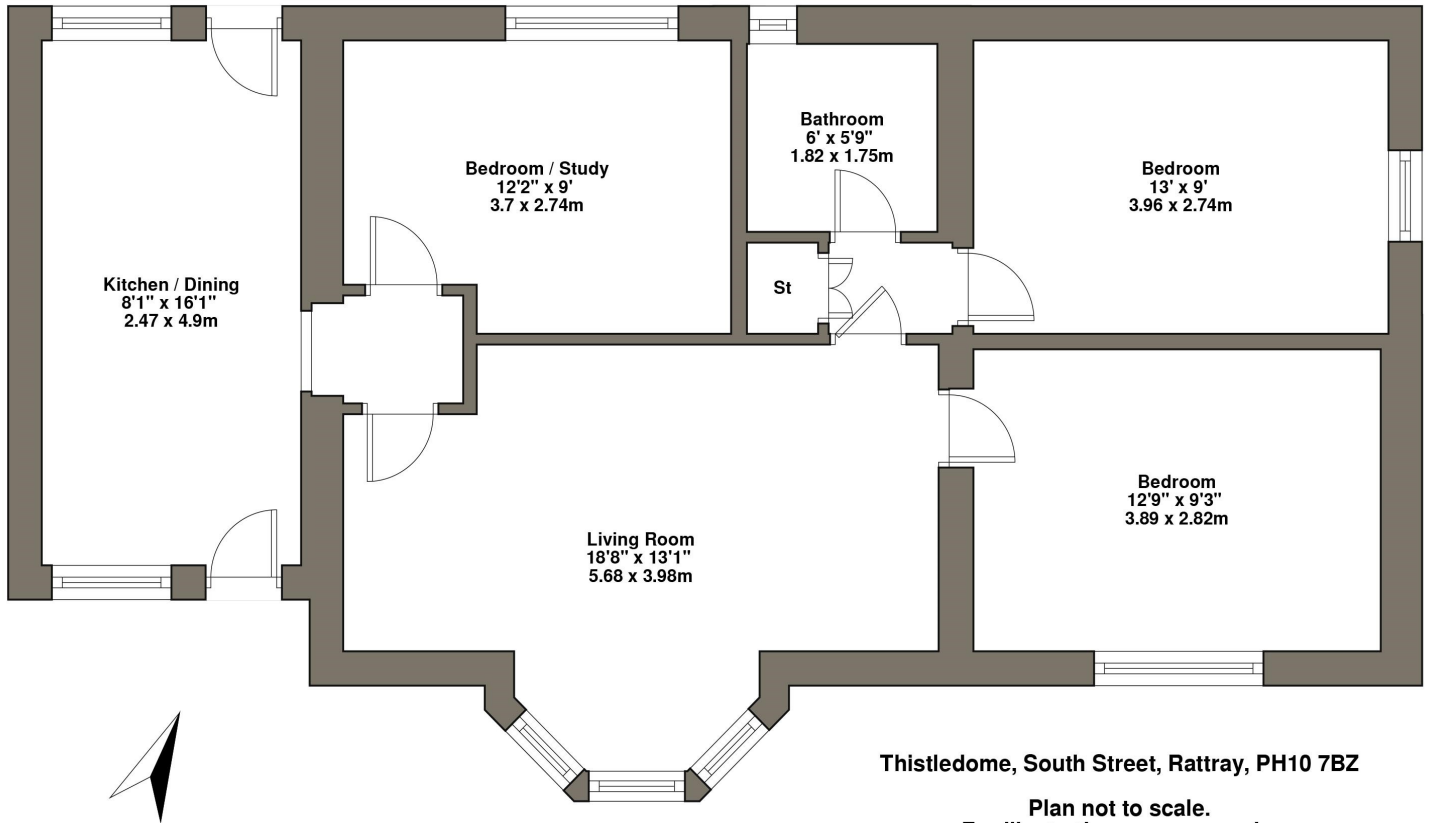 Kitchen / Dining
8'1" x 16'1"
2.47 x 4.9m
Bedroom / Study
12'2" x 9'
3.7 x 2.74m
Bathroom
6' x 5'9"
1.82 x 1.75m
Bedroom
13' x 9'
3.96 x 2.74m
St
Living Room
18'8" x 13'1"
5.68 x 3.98m
Bedroom
12'9" x 9'3"
3.89 x 2.82m
Thistledome, South Street, Rattray, PH10 7BZ
Plan not to scale.